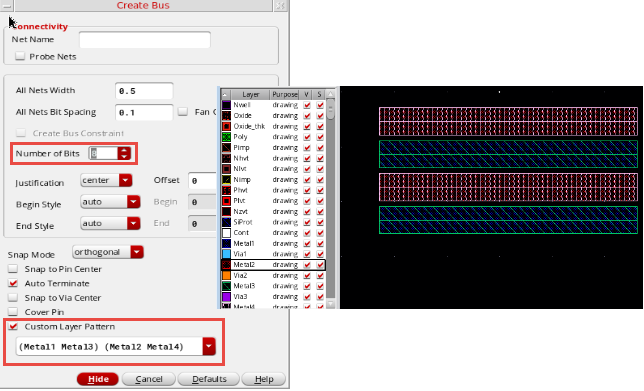 Create Bus
Connectivity
Net Name
Probe Nets
All Nets Width 0.5
All Nets Bit Spacing 0.1 Fan
Create Bus Constraint
Number of Bits
Justification center Offset 0
Begin Style auto Begin 0
End Style auto End 0
Snap Mode orthogonal
Snap to Pin Center
Auto Terminate
Snap to Via Center
Cover Pin
Custom Layer Pattern
(Metal1 Metal3) (Metal2 Metal4)
Hide Cancel Defaults Help
Layer Purpose V S
Nwell drawing
Oxide drawing
Oxide_thk drawing
Poly drawing
Pimp drawing
Nhvt drawing
Nlvt drawing
Nimp drawing
Phvt drawing
Plvt drawing
Nzvt drawing
SiProt drawing
Cont drawing
Metal1 drawing
Via1 drawing
Metal2 drawing
Via2 drawing
Metal3 drawing
Via3 drawing
Metal4 drawing